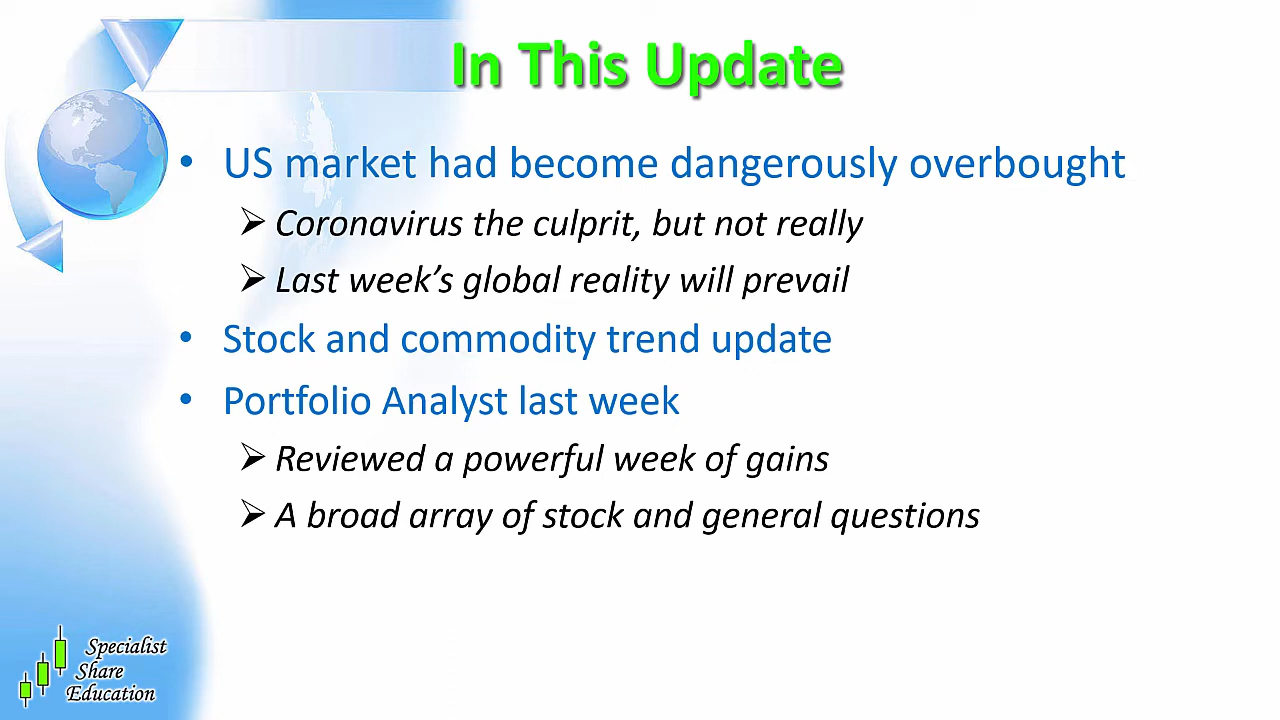 In This Update
• US market had become dangerously overbought
➢ Coronavirus the culprit, but not really
➢ Last week’s global reality will prevail
• Stock and commodity trend update
• Portfolio Analyst last week
➢ Reviewed a powerful week of gains
➢ A broad array of stock and general questions
Specialist
Share
Education